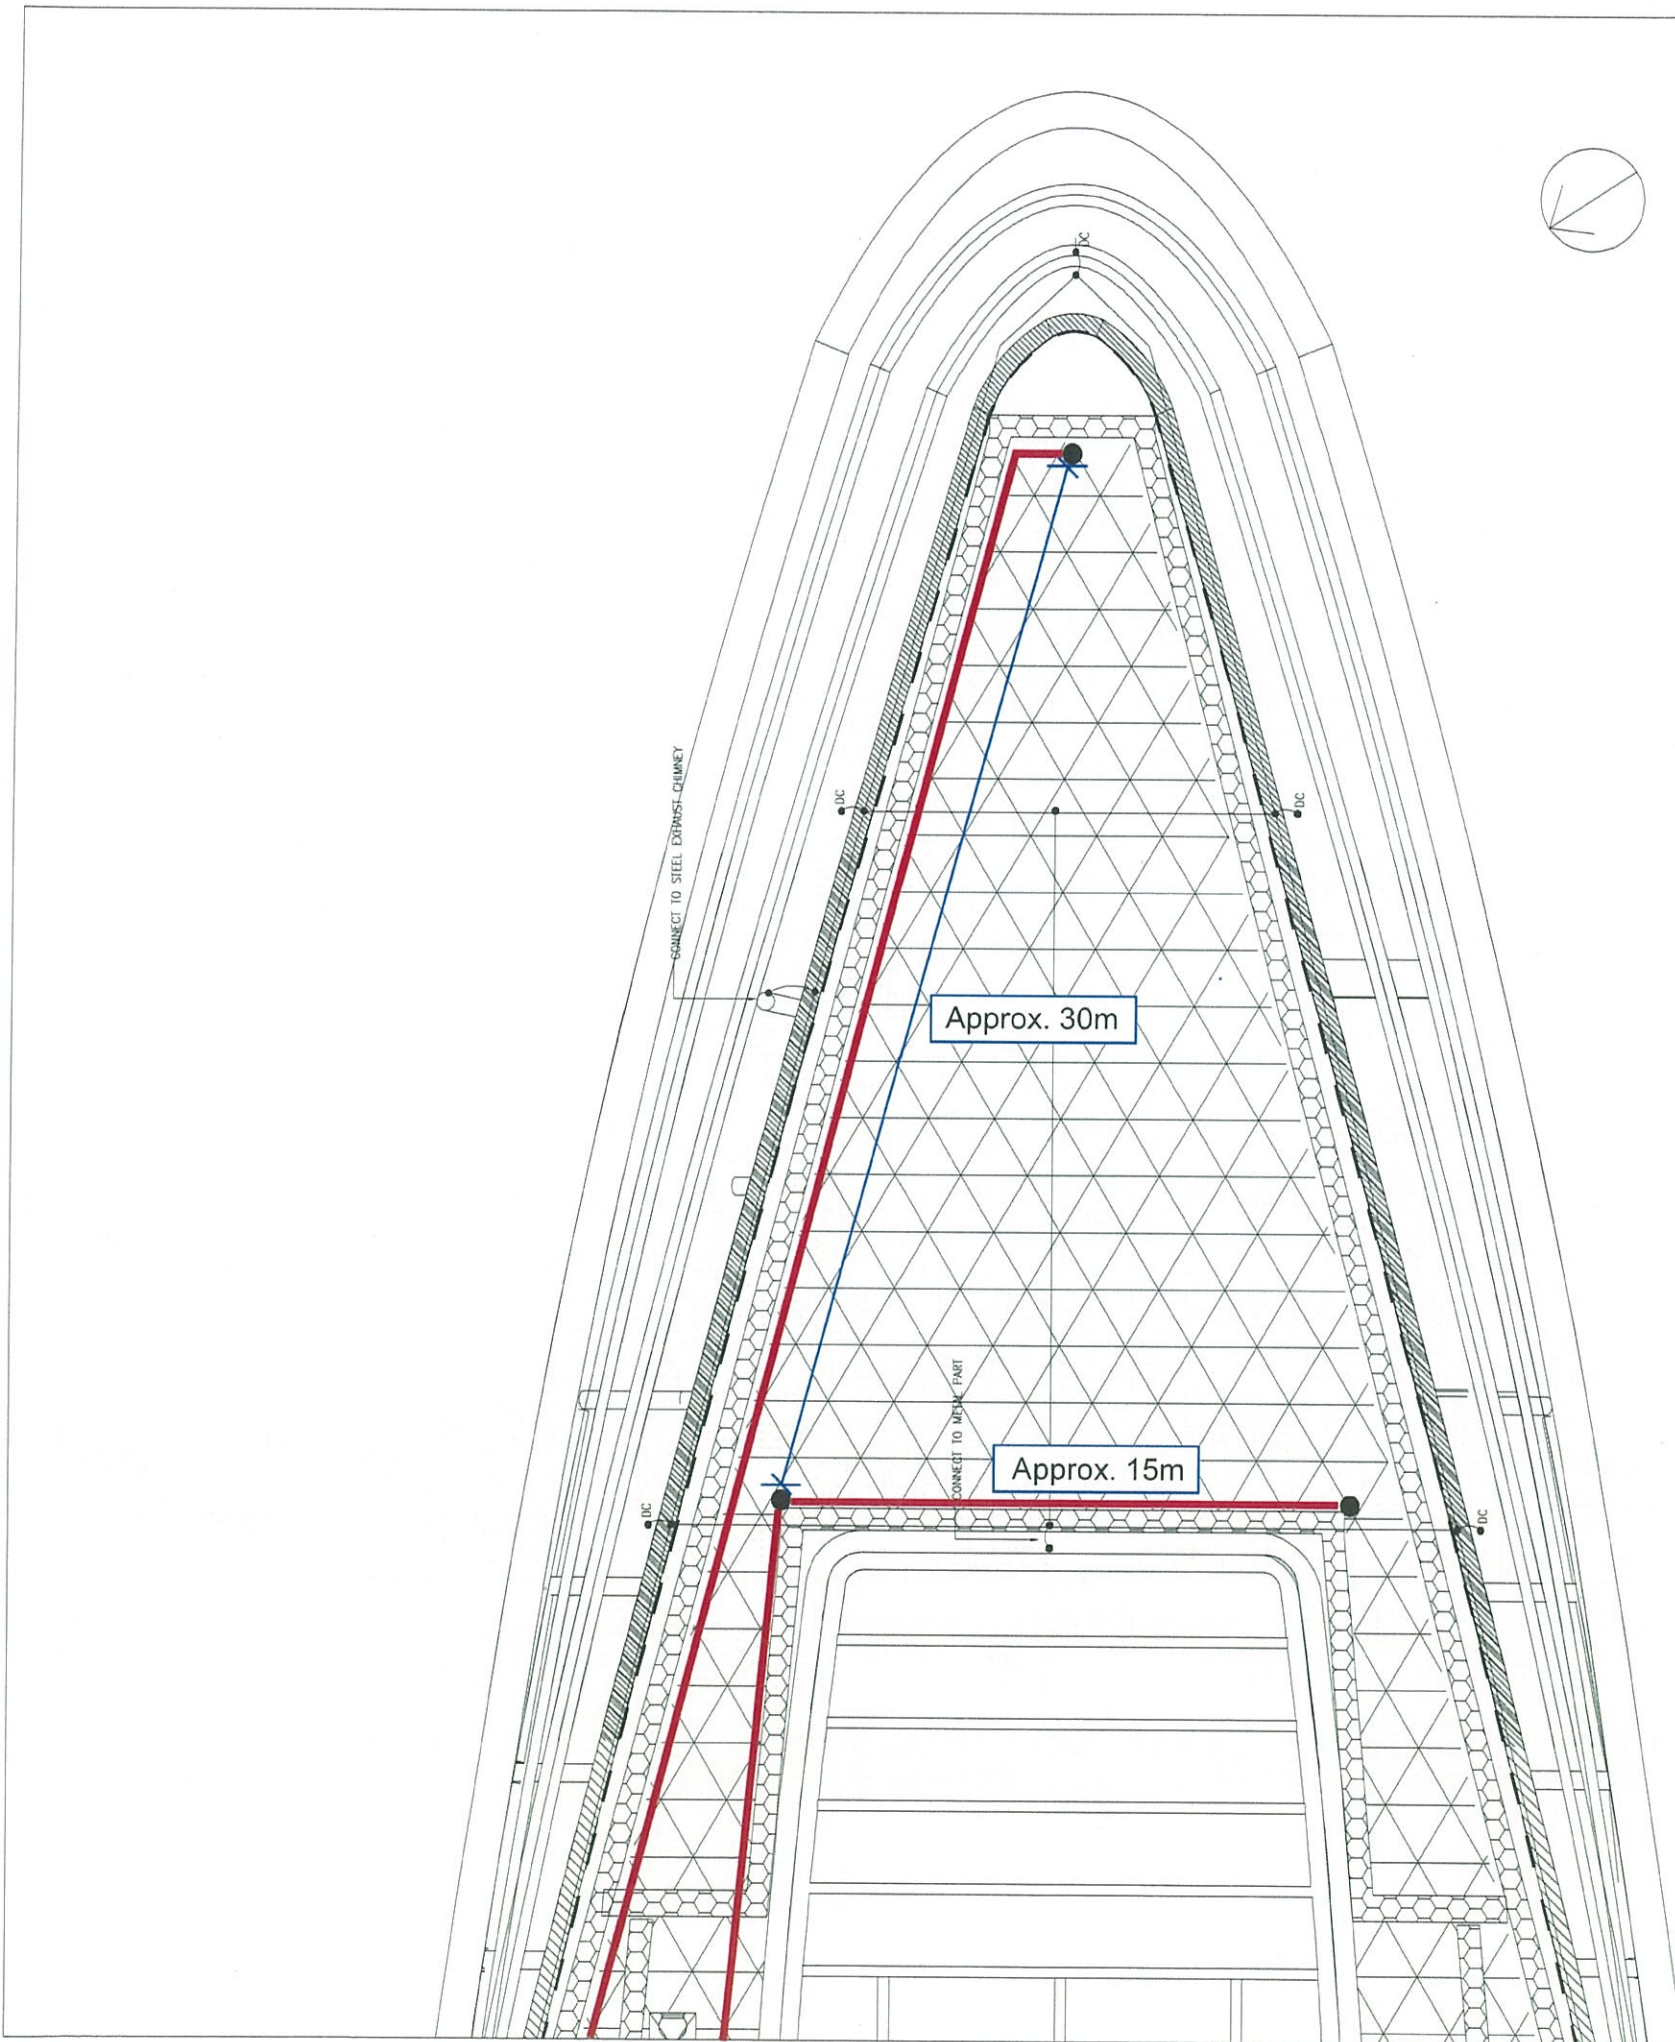 DC
CONNECT TO STEEL EXHAUST CHIMNEY
DC
DC
Approx. 30m
CONNECT TO METAL PART
Approx. 15m
DC
DC